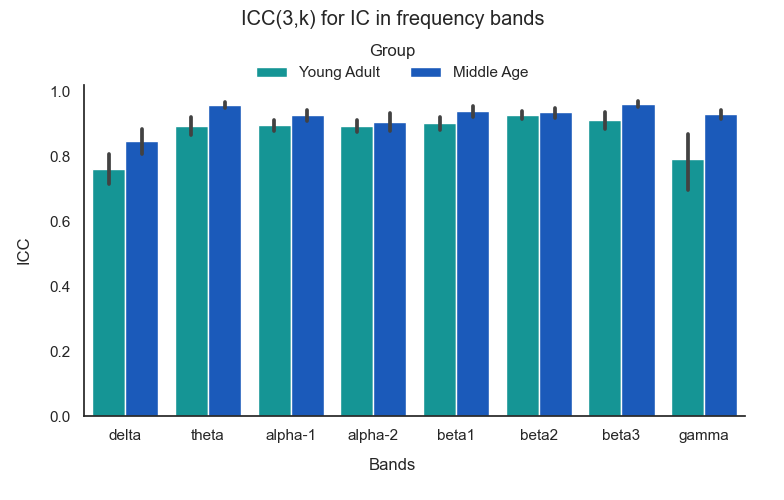 ICC(3,k) for IC in frequency bands
Group
Young Adult Middle Age
1.0
0.8
0.6
0.4
0.2
0.0
ICC
delta theta alpha-1 alpha-2 beta1 beta2 beta3 gamma
Bands